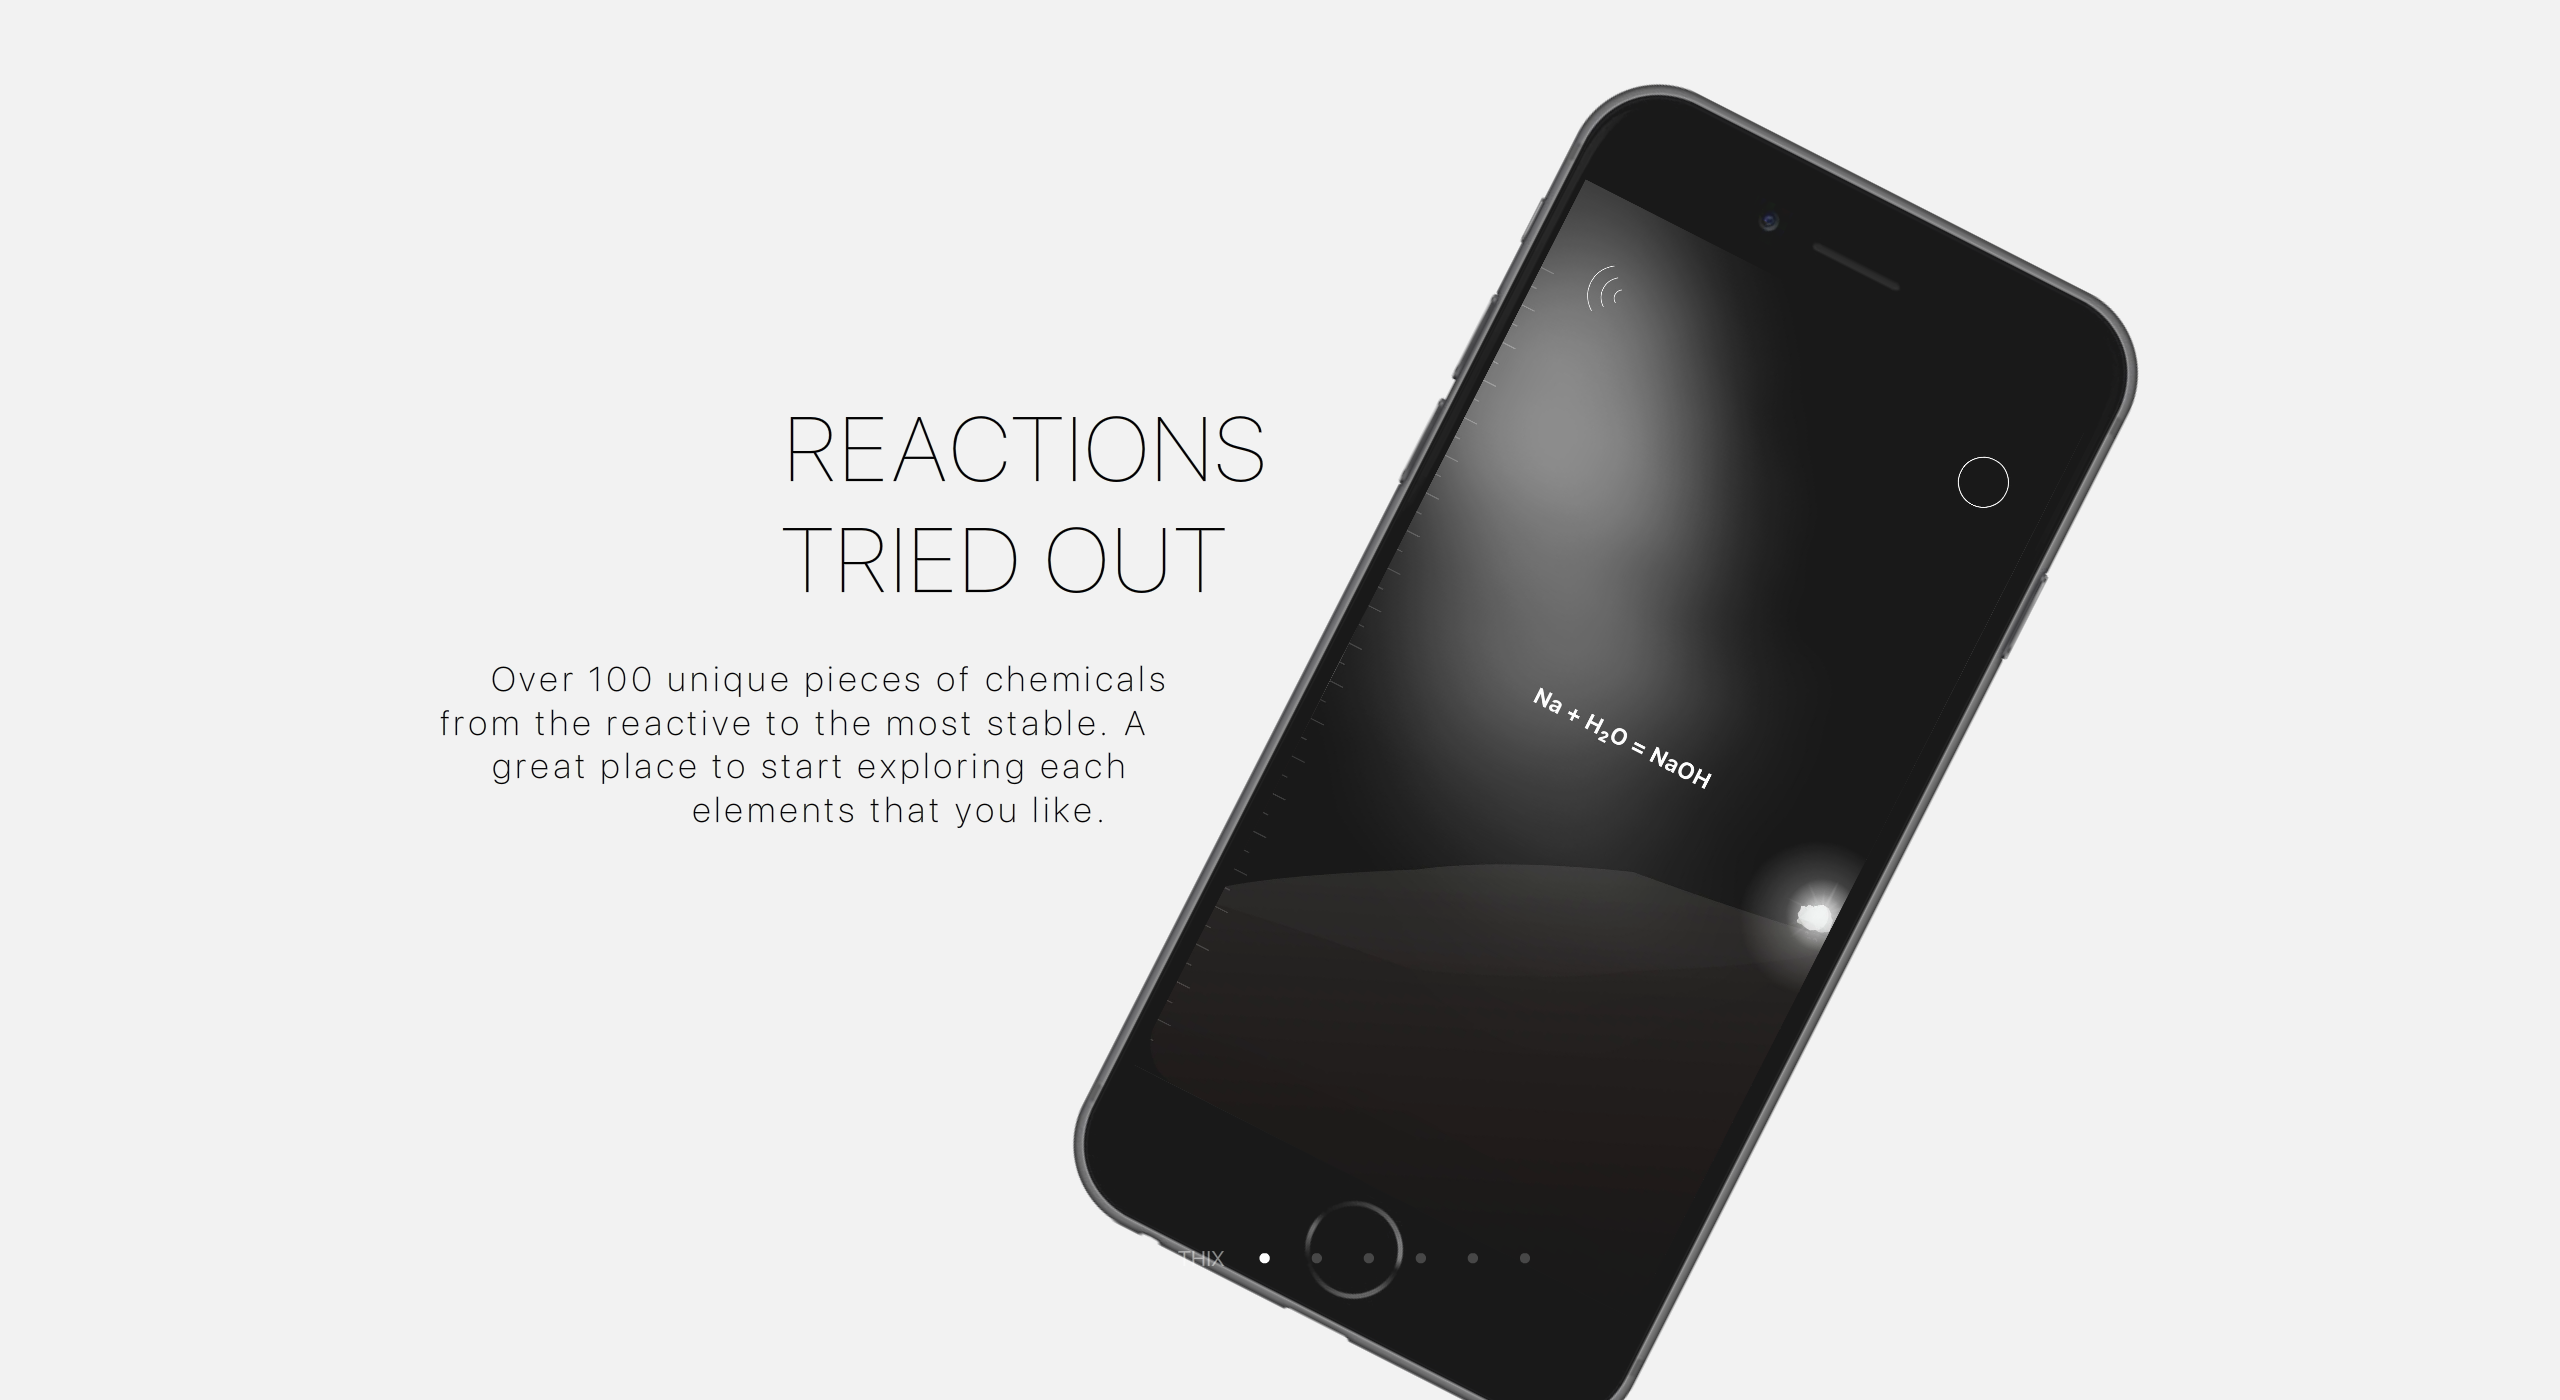 REACTIONS
TRIED OUT
Over 100 unique pieces of chemicals
from the reactive to the most stable. A
great place to start exploring each
elements that you like.
Na + H₂O = NaOH
THIX